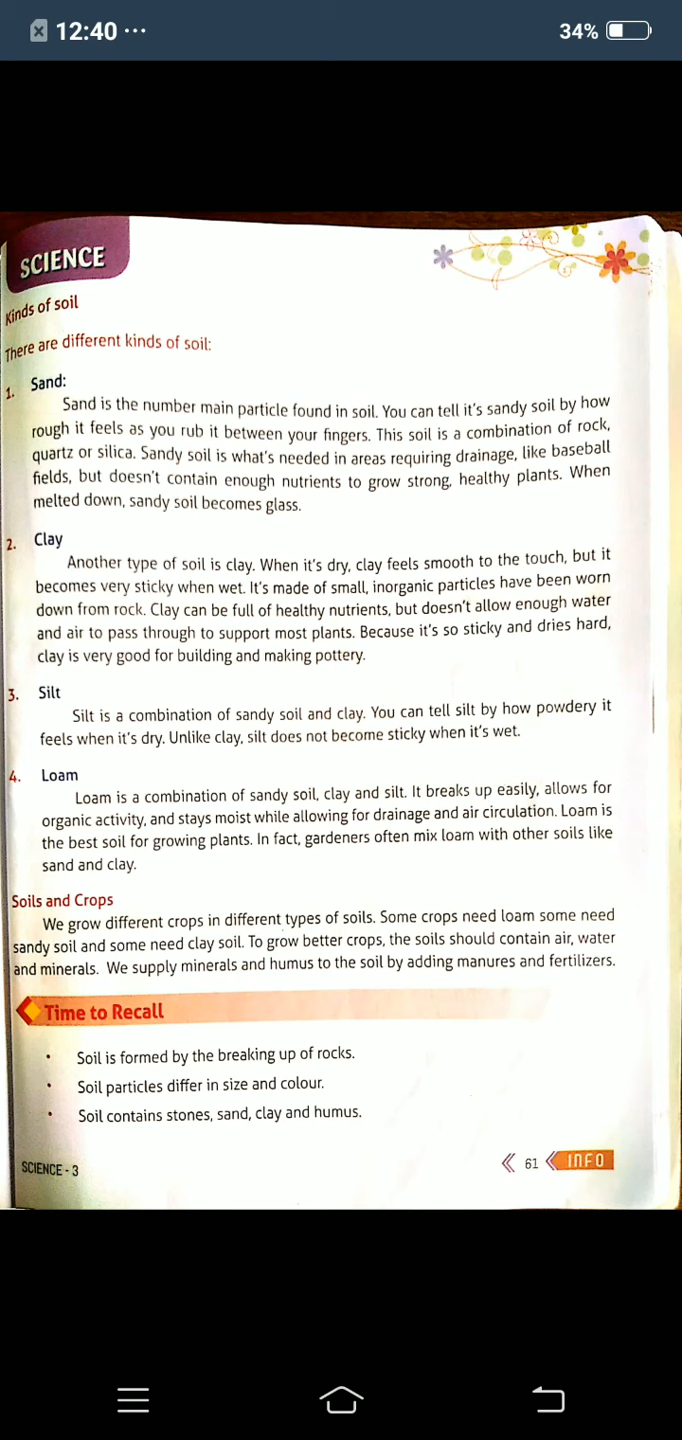 12:40 ...
34%
SCIENCE
Kinds of soil
There are different kinds of soil:
1. Sand:
Sand is the number main particle found in soil. You can tell it's sandy soil by how
rough it feels as you rub it between your fingers. This soil is a combination of rock,
quartz or silica. Sandy soil is what's needed in areas requiring drainage, like baseball
fields, but doesn't contain enough nutrients to grow strong, healthy plants. When
melted down, sandy soil becomes glass.
2. Clay
Another type of soil is clay. When it's dry, clay feels smooth to the touch, but it
becomes very sticky when wet. It's made of small, inorganic particles have been worn
down from rock. Clay can be full of healthy nutrients, but doesn't allow enough water
and air to pass through to support most plants. Because it's so sticky and dries hard,
clay is very good for building and making pottery.
3. Silt
Silt is a combination of sandy soil and clay. You can tell silt by how powdery it
feels when it's dry. Unlike clay, silt does not become sticky when it's wet.
4. Loam
Loam is a combination of sandy soil, clay and silt. It breaks up easily, allows for
organic activity, and stays moist while allowing for drainage and air circulation. Loam is
the best soil for growing plants. In fact, gardeners often mix loam with other soils like
sand and clay.
Soils and Crops
We grow different crops in different types of soils. Some crops need loam some need
sandy soil and some need clay soil. To grow better crops, the soils should contain air, water
and minerals. We supply minerals and humus to the soil by adding manures and fertilizers.
Time to Recall
• Soil is formed by the breaking up of rocks.
• Soil particles differ in size and colour.
• Soil contains stones, sand, clay and humus.
SCIENCE - 3
61 INFO